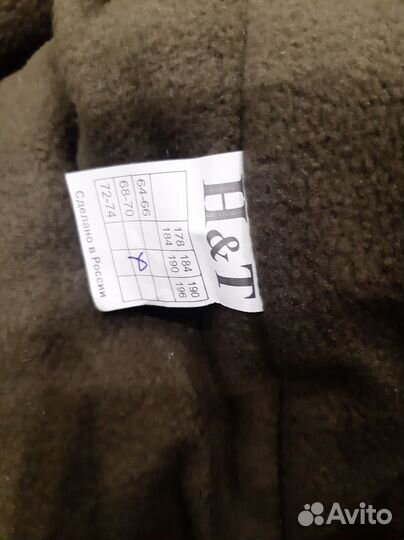 H&T
178 184 190
184 190 196
64-66 X
68-70
72-74
Сделано в России
Avito